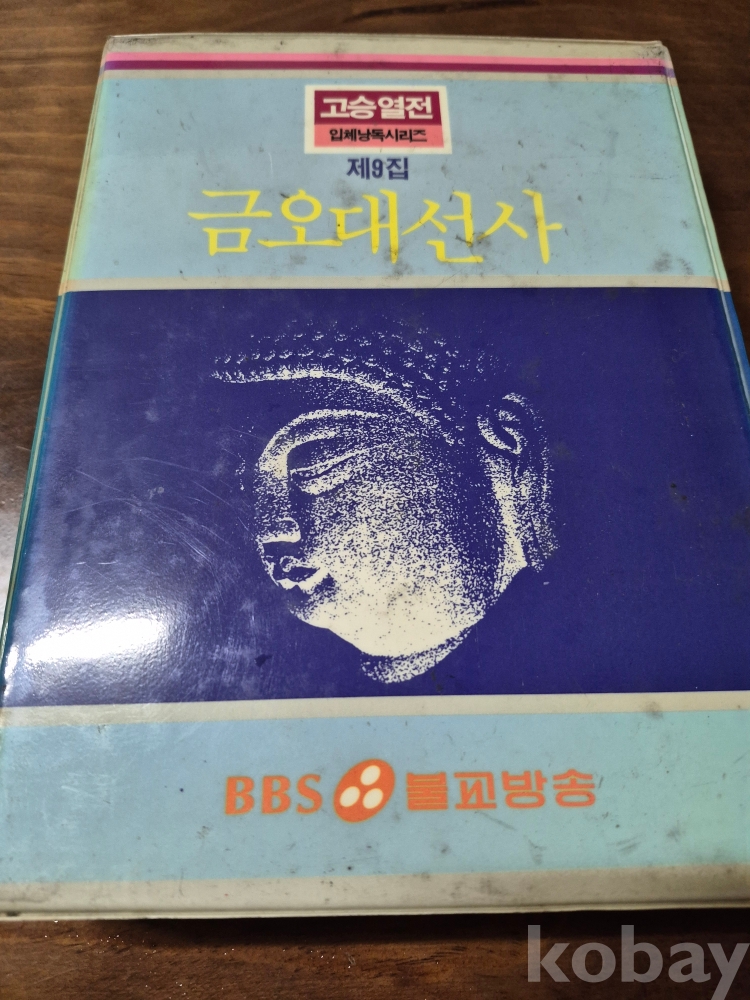 고승열전
입체낭독시리즈
제9집
금오대선사
BBS 불교방송
kobay